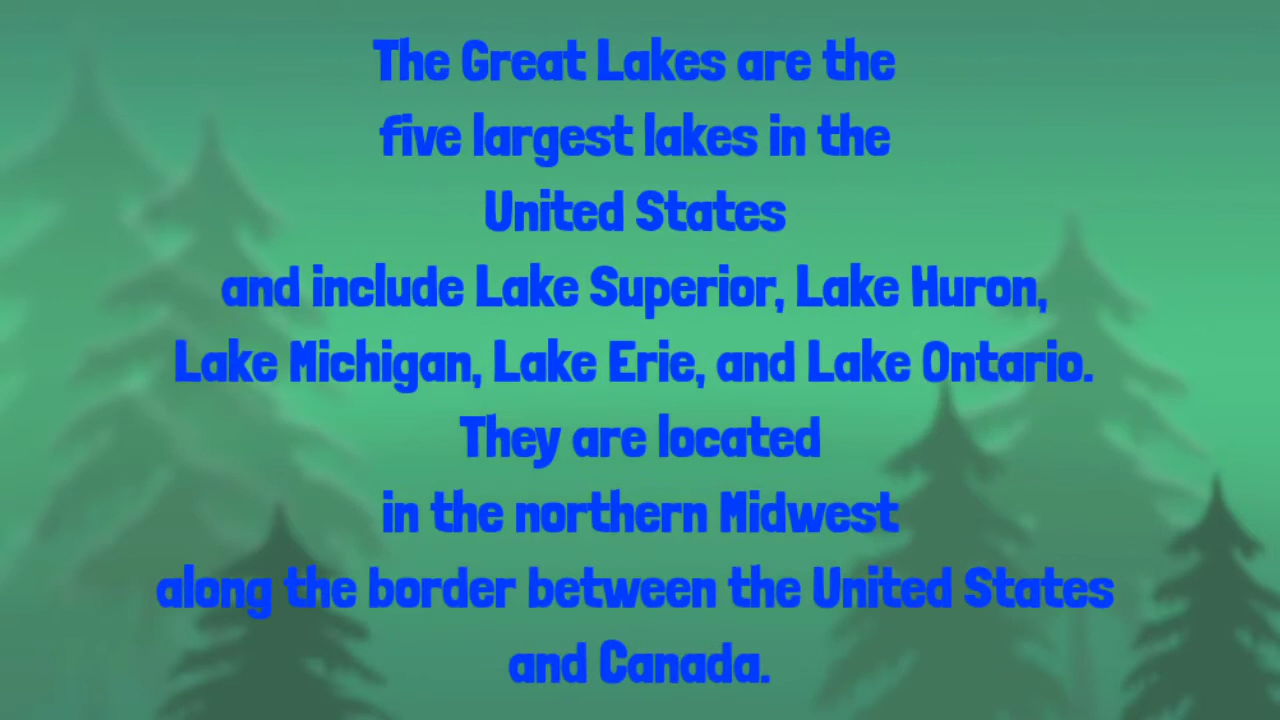 The Great Lakes are the
five largest lakes in the
United States
and include Lake Superior, Lake Huron,
Lake Michigan, Lake Erie, and Lake Ontario.
They are located
in the northern Midwest
along the border between the United States
and Canada.